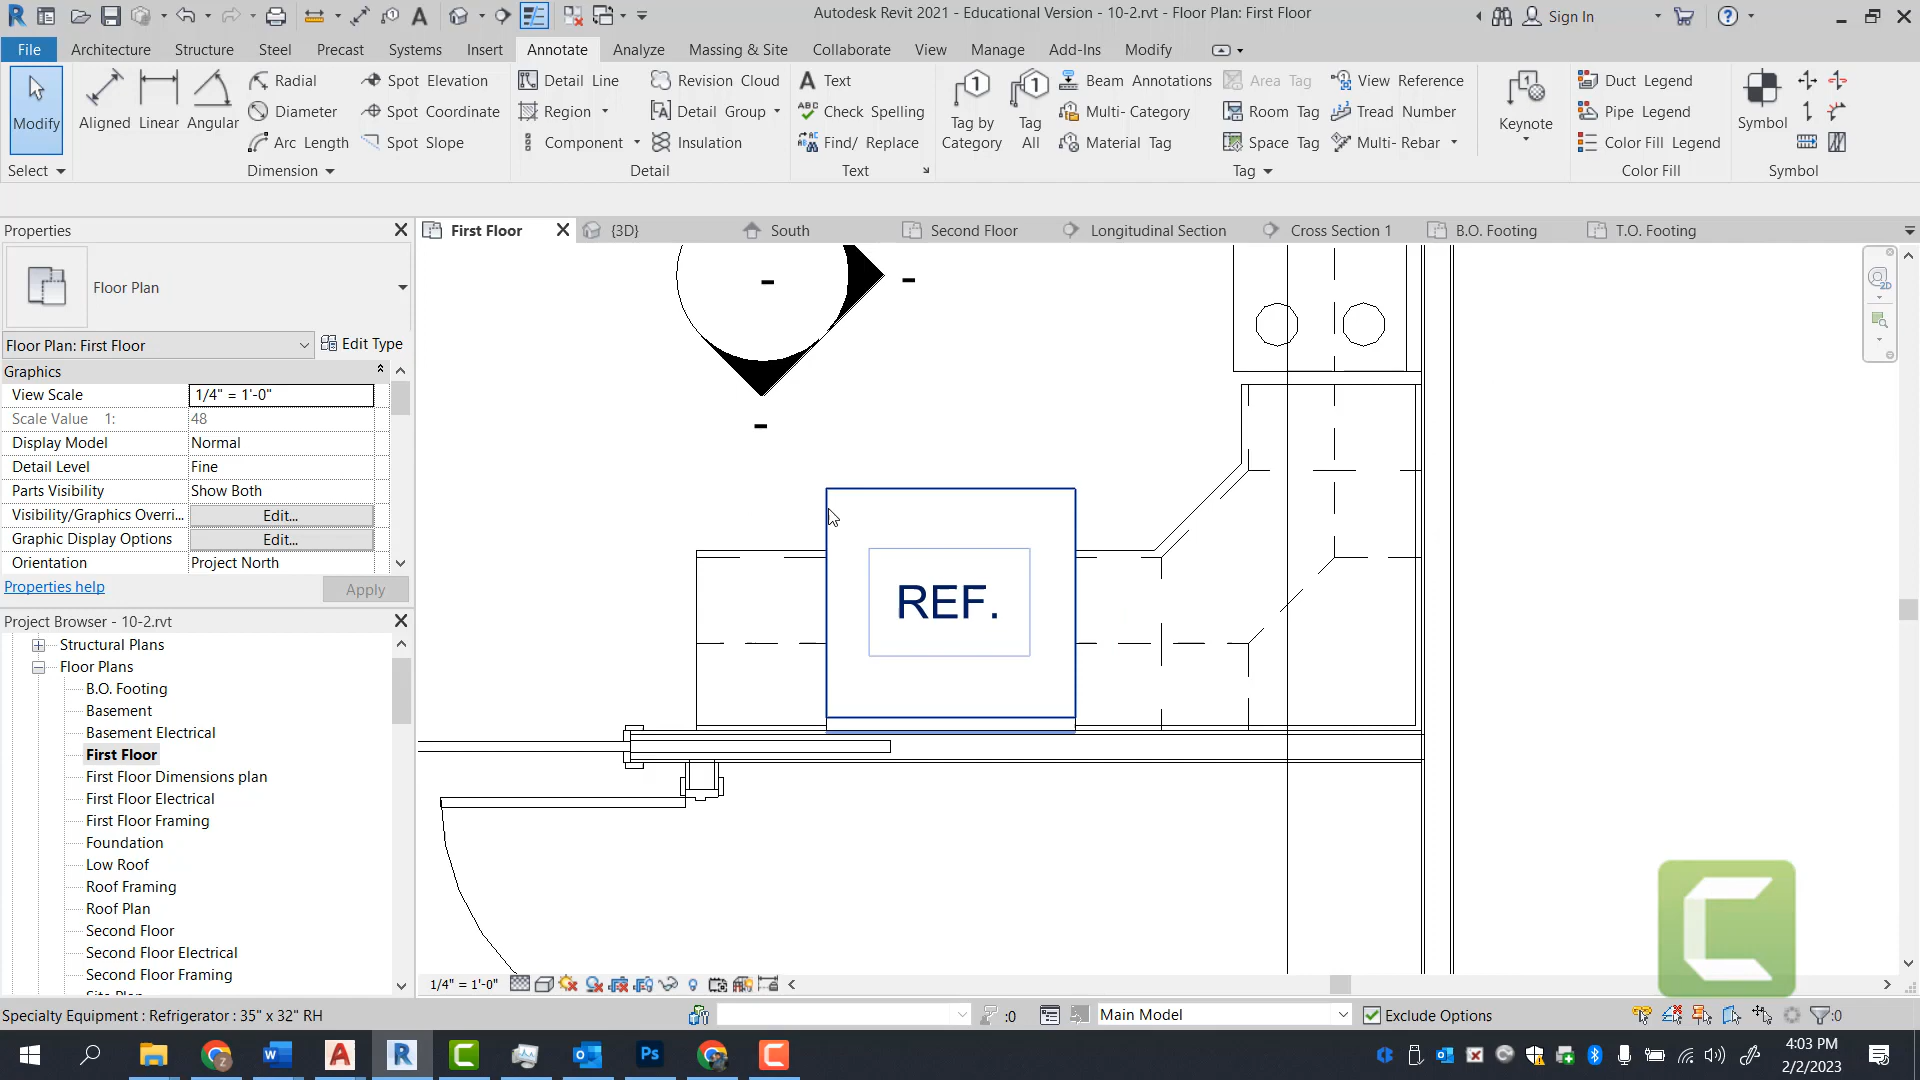 Autodesk Revit 2021 - Educational Version - 10-2.rvt - Floor Plan: First Floor
Sign In
File Architecture Structure Steel Precast Systems Insert Annotate Analyze Massing & Site Collaborate View Manage Add-Ins Modify
Modify
Select
Aligned
Linear
Angular
Radial
Diameter
Arc Length
Spot Elevation
Spot Coordinate
Spot Slope
Dimension
Detail Line
Region
Component
Revision Cloud
Detail Group
Insulation
Detail
Text
Check Spelling
Find/ Replace
Text
Tag by
Category
Tag
All
Beam Annotations
Multi- Category
Material Tag
Area Tag
Room Tag
Space Tag
View Reference
Tread Number
Multi- Rebar
Tag
Keynote
Duct Legend
Pipe Legend
Color Fill Legend
Color Fill
Symbol
Symbol
First Floor
{3D}
South
Second Floor
Longitudinal Section
Cross Section 1
B.O. Footing
T.O. Footing
Properties
Floor Plan
Floor Plan: First Floor
Edit Type
Graphics
View Scale 1/4" = 1'-0"
Scale Value 1: 48
Display Model Normal
Detail Level Fine
Parts Visibility Show Both
Visibility/Graphics Overri... Edit...
Graphic Display Options Edit...
Orientation Project North
Properties help
Apply
Project Browser - 10-2.rvt
Structural Plans
Floor Plans
B.O. Footing
Basement
Basement Electrical
First Floor
First Floor Dimensions plan
First Floor Electrical
First Floor Framing
Foundation
Low Roof
Roof Framing
Roof Plan
Second Floor
Second Floor Electrical
Second Floor Framing
REF.
2D
1/4" = 1'-0"
Specialty Equipment : Refrigerator : 35" x 32" RH
:0
Main Model
Exclude Options
:0
4:03 PM
2/2/2023